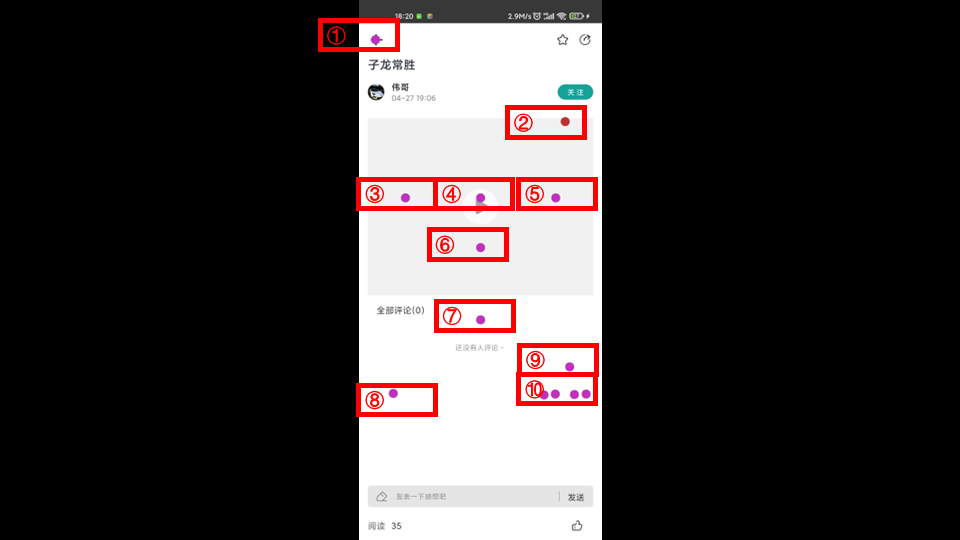 18:20 2.9M/s
①
子龙常胜
伟哥
04-27 19:06
关注
②
③ ④ ⑤
⑥
全部评论(0)
⑦
还没有人评论~
⑨
⑧ ⑩
发表一下感想吧 发送
阅读 35